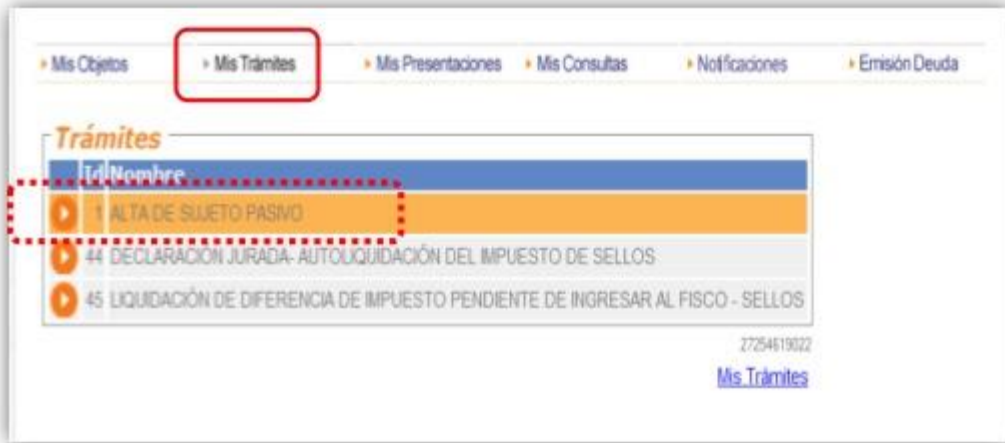 Mis Objetos Mis Trámites Mis Presentaciones Mis Consultas Notificaciones Emisión Deuda
Trámites
Id Nombre
1 ALTA DE SUJETO PASIVO
44 DECLARACIÓN JURADA- AUTOLIQUIDACIÓN DEL IMPUESTO DE SELLOS
45 LIQUIDACIÓN DE DIFERENCIA DE IMPUESTO PENDIENTE DE INGRESAR AL FISCO - SELLOS
27254619022
Mis Trámites